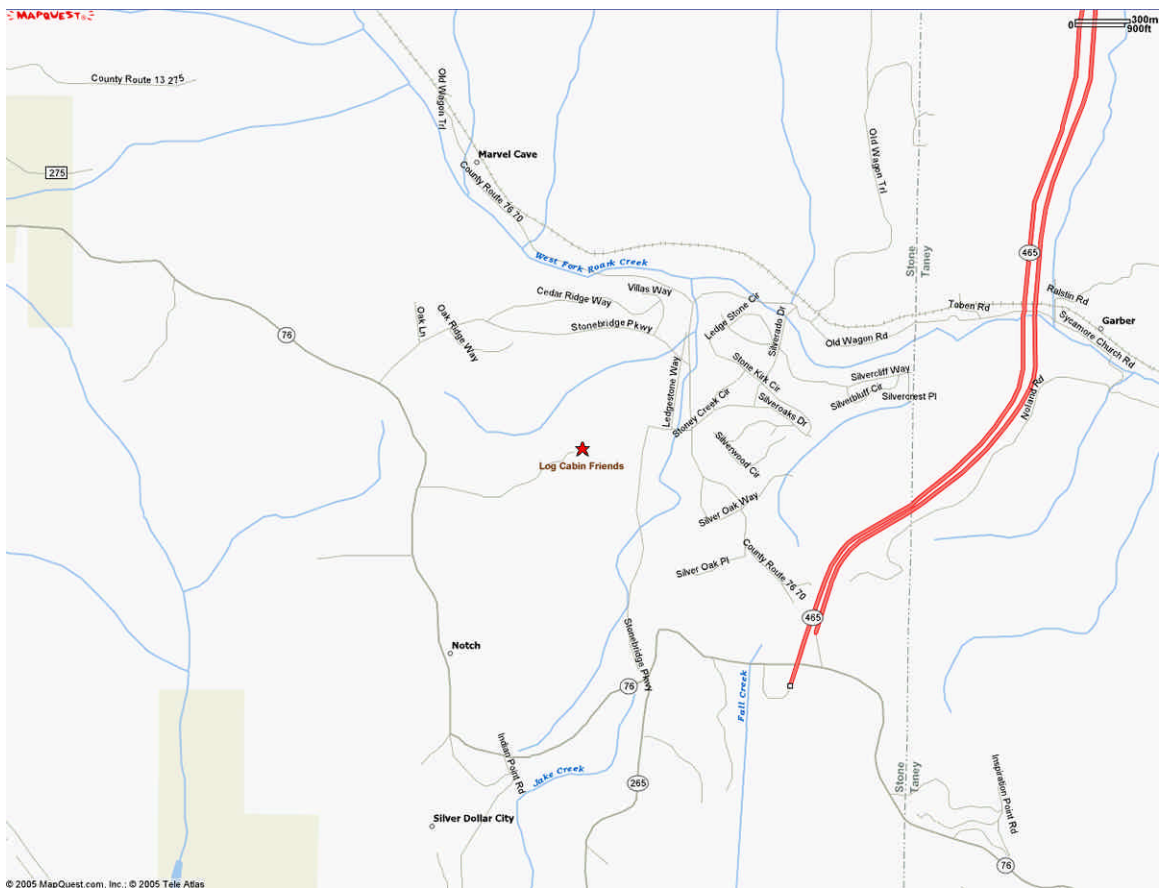 MAPQUEST
300m
0
900ft
County Route 13 275
Old Wagon Trl
Old Wagon Trl
Marvel Cave
275
County Route 76 70
465
Stone
Taney
West Fork Roark Creek
Villas Way
Cedar Ridge Way
Ralstin Rd
Ledge Stone Cir
Taben Rd
Oak Ln
Oak Ridge Way
Stonebridge Pkwy
Silverado Dr
Garber
76
Old Wagon Rd
Sycamore Church Rd
Ledgestone Way
Stone Kirk Cir
Silvercliff Way
Silverbluff Cir
Silvercrest Pl
Noland Rd
Stoney Creek Cir
Silveroaks Dr
Silverwood Cir
Log Cabin Friends
Silver Oak Way
Silver Oak Pl
County Route 76 70
465
Notch
Stonebridge Pkwy
76
Fall Creek
Indian Point Rd
Jake Creek
265
Stone
Taney
Inspiration Point Rd
Silver Dollar City
76
© 2005 MapQuest.com, Inc.; © 2005 Tele Atlas